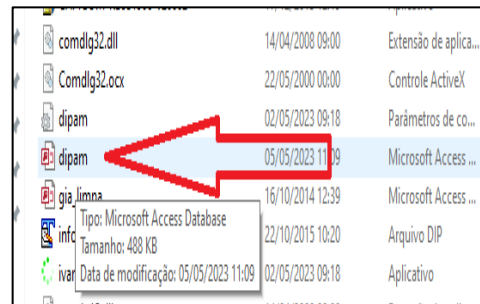 comdlg32.dll 14/04/2008 09:00 Extensão de aplica...
Comdlg32.ocx 22/05/2000 00:00 Controle ActiveX
dipam 02/05/2023 09:18 Parâmetros de co...
dipam 05/05/2023 11:09 Microsoft Access ...
gia_limpa 16/10/2014 12:39 Microsoft Access ...
Tipo: Microsoft Access Database
info 22/10/2015 10:20 Arquivo DIP
Tamanho: 488 KB
Data de modificação: 05/05/2023 11:09
ivar 02/05/2023 09:18 Aplicativo